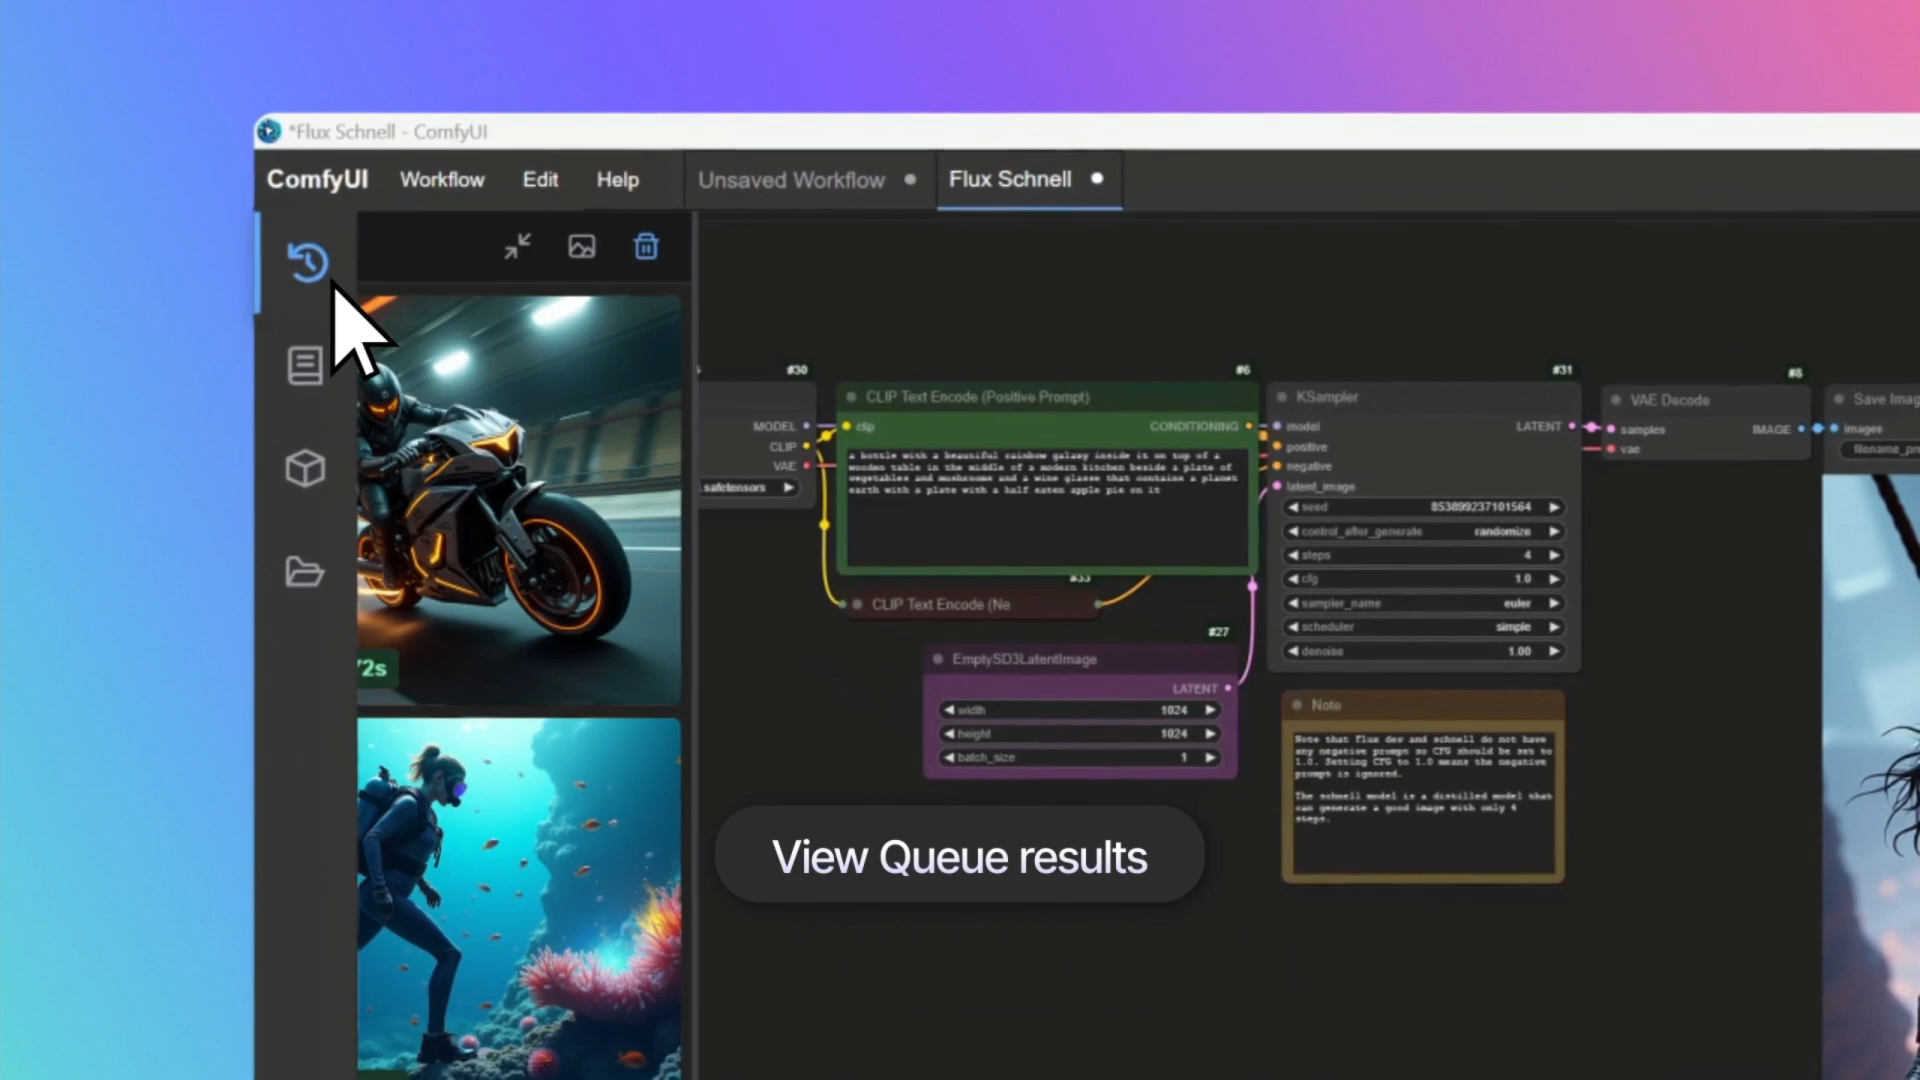 *Flux Schnell - ComfyUI
ComfyUI Workflow Edit Help Unsaved Workflow Flux Schnell
#30 #6 #31 #8
CLIP Text Encode (Positive Prompt)
KSampler
VAE Decode
Save Imag
MODEL
CLIP
VAE
.safetensors
clip CONDITIONING
a bottle with a beautiful rainbow galaxy inside it on top of a
wooden table in the middle of a modern kitchen beside a plate of
vegetables and mushrooms and a wine glasse that contains a planet
earth with a plate with a half eaten apple pie on it
model LATENT
positive
negative
latent_image
seed 853899237101564
control_after_generate randomize
steps 4
cfg 1.0
sampler_name euler
scheduler simple
denoise 1.00
samples IMAGE
vae
images
filename_pre
#33
CLIP Text Encode (Ne
#27
EmptySD3LatentImage
LATENT
width 1024
height 1024
batch_size 1
Note
Note that Flux dev and schnell do not have
any negative prompt so CFG should be set to
1.0. Setting CFG to 1.0 means the negative
prompt is ignored.
The schnell model is a distilled model that
can generate a good image with only 4
steps.
72s
View Queue results